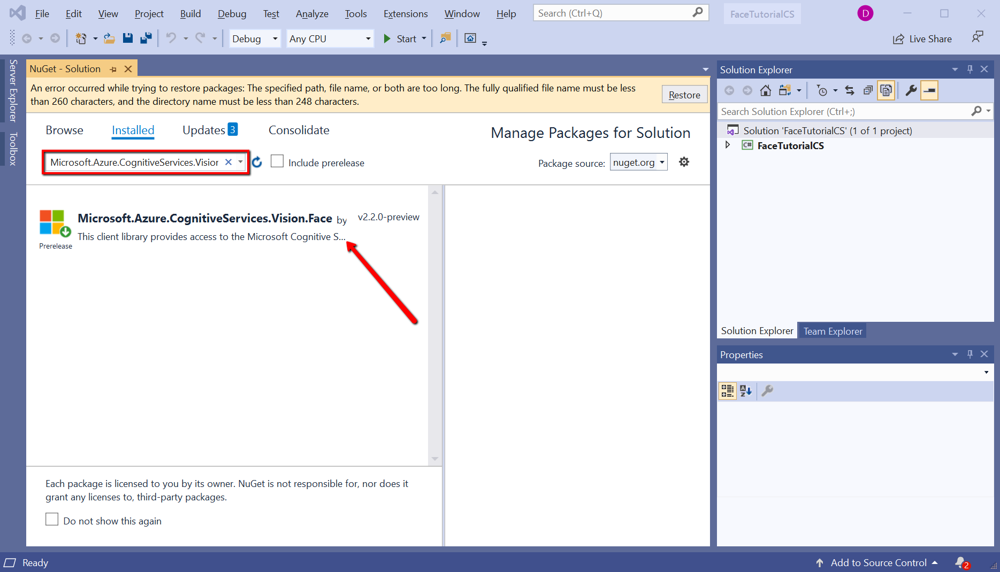 File Edit View Project Build Debug Test Analyze Tools Extensions Window Help Search (Ctrl+Q) FaceTutorialCS D
Debug Any CPU Start Live Share
Server Explorer
Toolbox
NuGet - Solution
An error occurred while trying to restore packages: The specified path, file name, or both are too long. The fully qualified file name must be less
than 260 characters, and the directory name must be less than 248 characters.
Restore
Browse Installed Updates 3 Consolidate
Manage Packages for Solution
Microsoft.Azure.CognitiveServices.Vision
Include prerelease
Package source: nuget.org
Microsoft.Azure.CognitiveServices.Vision.Face by v2.2.0-preview
This client library provides access to the Microsoft Cognitive S...
Prerelease
Each package is licensed to you by its owner. NuGet is not responsible for, nor does it
grant any licenses to, third-party packages.
Do not show this again
Solution Explorer
Search Solution Explorer (Ctrl+;)
Solution 'FaceTutorialCS' (1 of 1 project)
C# FaceTutorialCS
Solution Explorer Team Explorer
Properties
A
Z
Ready
Add to Source Control 2